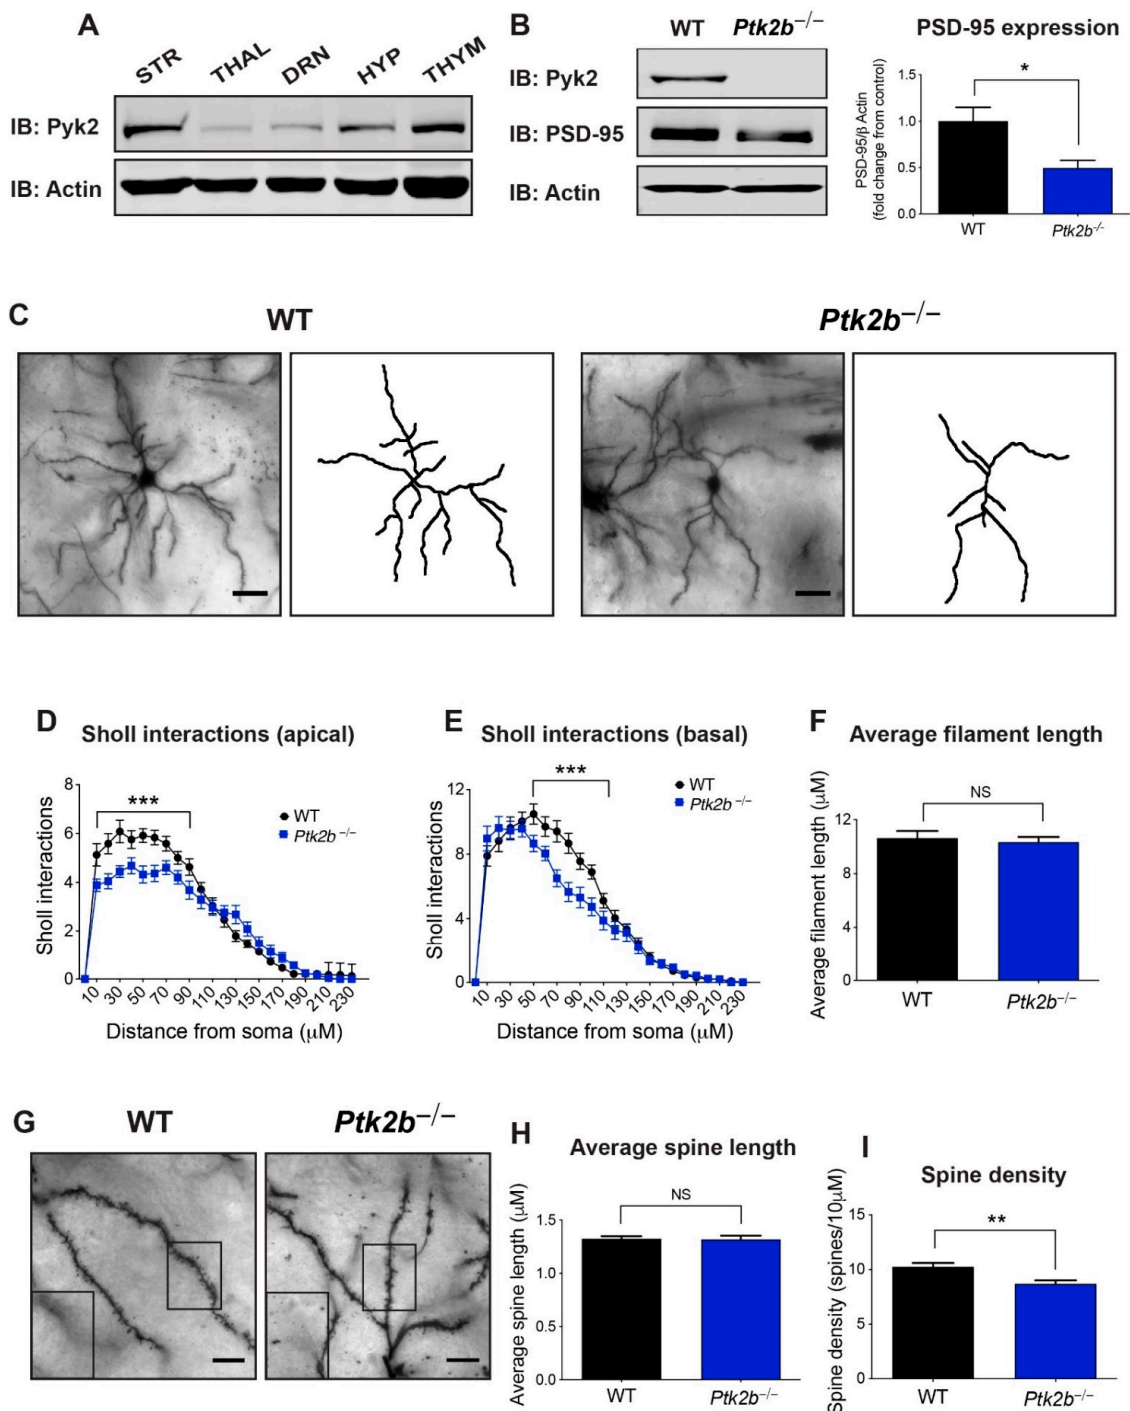 A
STR THAL DRN HYP THYM
IB: Pyk2
IB: Actin
B
WT Ptk2b−/−
IB: Pyk2
IB: PSD-95
IB: Actin
PSD-95 expression
PSD-95/β Actin
(fold change from control)
1.5
1.0
0.5
0.0
*
WT Ptk2b-/-
C
WT Ptk2b−/−
D
Sholl interactions (apical)
Sholl interactions
8
6
4
2
0
***
WT
Ptk2b−/−
10 30 50 70 90 110 130 150 170 190 210 230
Distance from soma (μM)
E
Sholl interactions (basal)
Sholl interactions
12
8
4
0
***
WT
Ptk2b−/−
10 30 50 70 90 110 130 150 170 190 210 230
Distance from soma (μM)
F
Average filament length
Average filament length (μM)
12
8
4
0
NS
WT Ptk2b−/−
G
WT Ptk2b−/−
H
Average spine length
Average spine length (μM)
1.5
1.0
0.5
0.0
NS
WT Ptk2b−/−
I
Spine density
Spine density (spines/10μM)
15
10
5
0
**
WT Ptk2b−/−